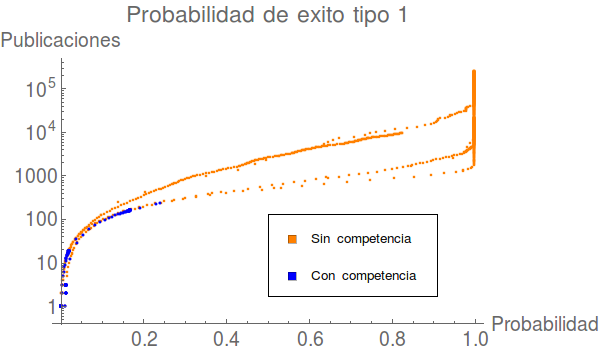 Probabilidad de exito tipo 1
Publicaciones
10^5
10^4
1000
100
10
1
Sin competencia
Con competencia
0.2 0.4 0.6 0.8 1.0
Probabilidad